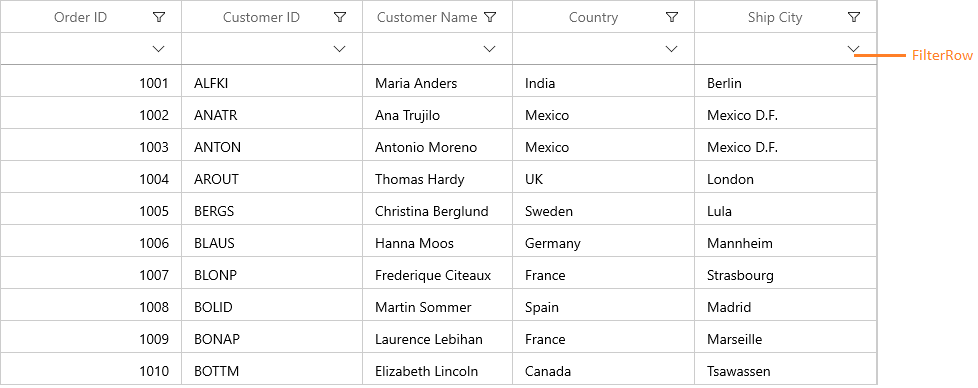 Order ID Customer ID Customer Name Country Ship City
FilterRow
1001 ALFKI Maria Anders India Berlin
1002 ANATR Ana Trujilo Mexico Mexico D.F.
1003 ANTON Antonio Moreno Mexico Mexico D.F.
1004 AROUT Thomas Hardy UK London
1005 BERGS Christina Berglund Sweden Lula
1006 BLAUS Hanna Moos Germany Mannheim
1007 BLONP Frederique Citeaux France Strasbourg
1008 BOLID Martin Sommer Spain Madrid
1009 BONAP Laurence Lebihan France Marseille
1010 BOTTM Elizabeth Lincoln Canada Tsawassen